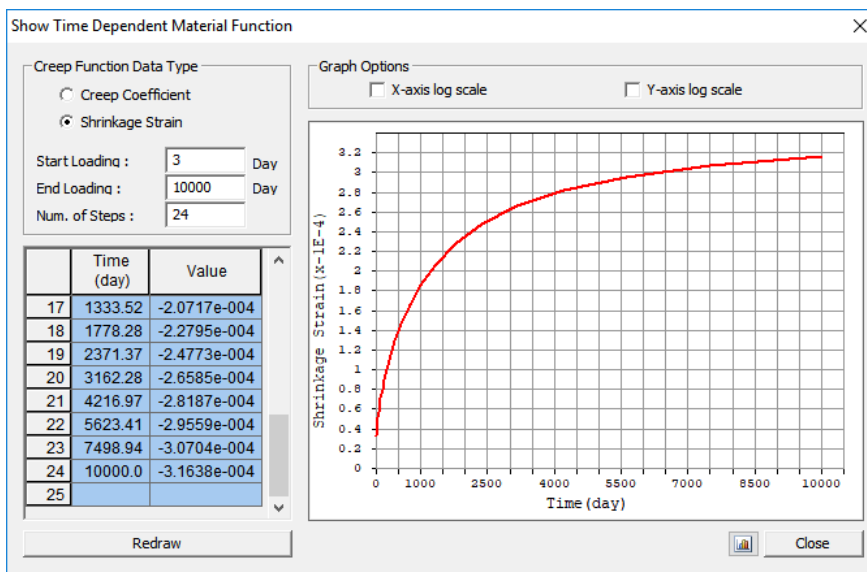 Show Time Dependent Material Function
Creep Function Data Type
Creep Coefficient
Shrinkage Strain
Start Loading : 3 Day
End Loading : 10000 Day
Num. of Steps : 24
Time (day) Value
17 1333.52 -2.0717e-004
18 1778.28 -2.2795e-004
19 2371.37 -2.4773e-004
20 3162.28 -2.6585e-004
21 4216.97 -2.8187e-004
22 5623.41 -2.9559e-004
23 7498.94 -3.0704e-004
24 10000.0 -3.1638e-004
25
Redraw
Graph Options
X-axis log scale Y-axis log scale
Shrinkage Strain(x-1E-4)
3.2
3
2.8
2.6
2.4
2.2
2
1.8
1.6
1.4
1.2
1
0.8
0.6
0.4
0.2
0
0 1000 2500 4000 5500 7000 8500 10000
Time(day)
Close